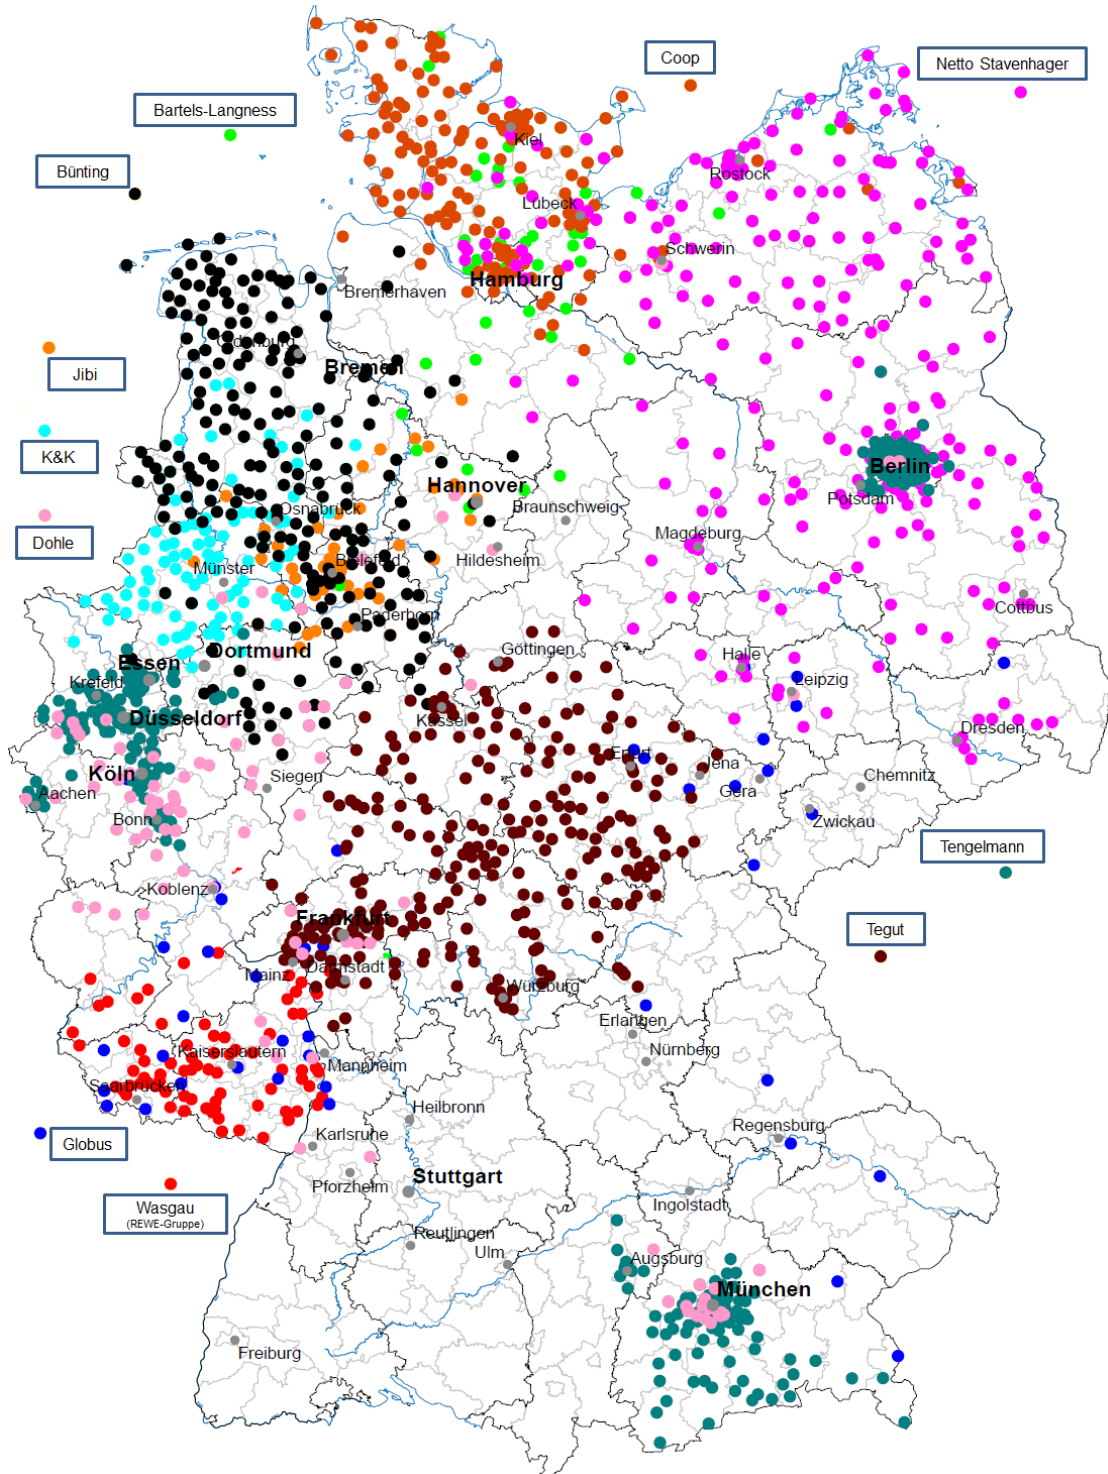 Coop
Netto Stavenhager
Bartels-Langness
Kiel
Bünting
Rostock
Lübeck
Schwerin
Hamburg
Bremerhaven
Oldenburg
Jibi
Bremen
K&K
Berlin
Hannover
Potsdam
Osnabrück
Braunschweig
Dohle
Magdeburg
Hildesheim
Bielefeld
Münster
Cottbus
Paderborn
Dortmund
Göttingen
Halle
Essen
Leipzig
Krefeld
Kassel
Düsseldorf
Dresden
Erfurt
Jena
Köln
Siegen
Chemnitz
Gera
Aachen
Bonn
Zwickau
Tengelmann
Koblenz
Frankfurt
Tegut
Mainz
Darmstadt
Würzburg
Erlangen
Kaiserslautern
Nürnberg
Mannheim
Saarbrücken
Heilbronn
Regensburg
Globus
Karlsruhe
Stuttgart
Pforzheim
Ingolstadt
Wasgau
(REWE-Gruppe)
Reutlingen
Ulm
Augsburg
München
Freiburg